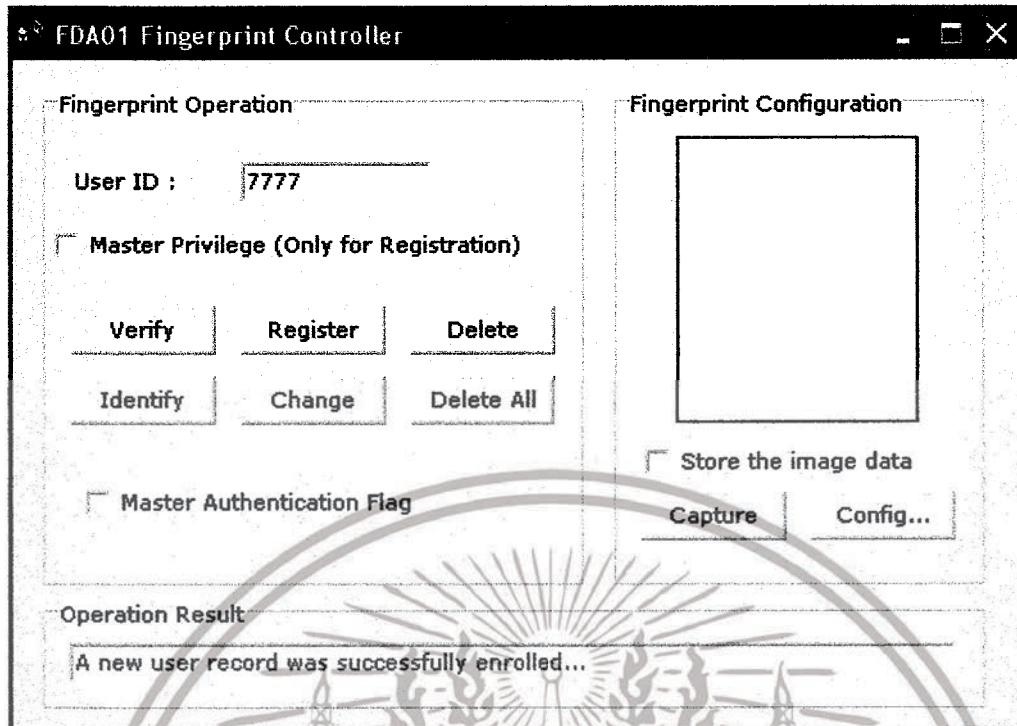 FDA01 Fingerprint Controller
Fingerprint Operation
User ID :
7777
Master Privilege (Only for Registration)
Verify
Register
Delete
Identify
Change
Delete All
Master Authentication Flag
Fingerprint Configuration
Store the image data
Capture
Config...
Operation Result
A new user record was successfully enrolled...